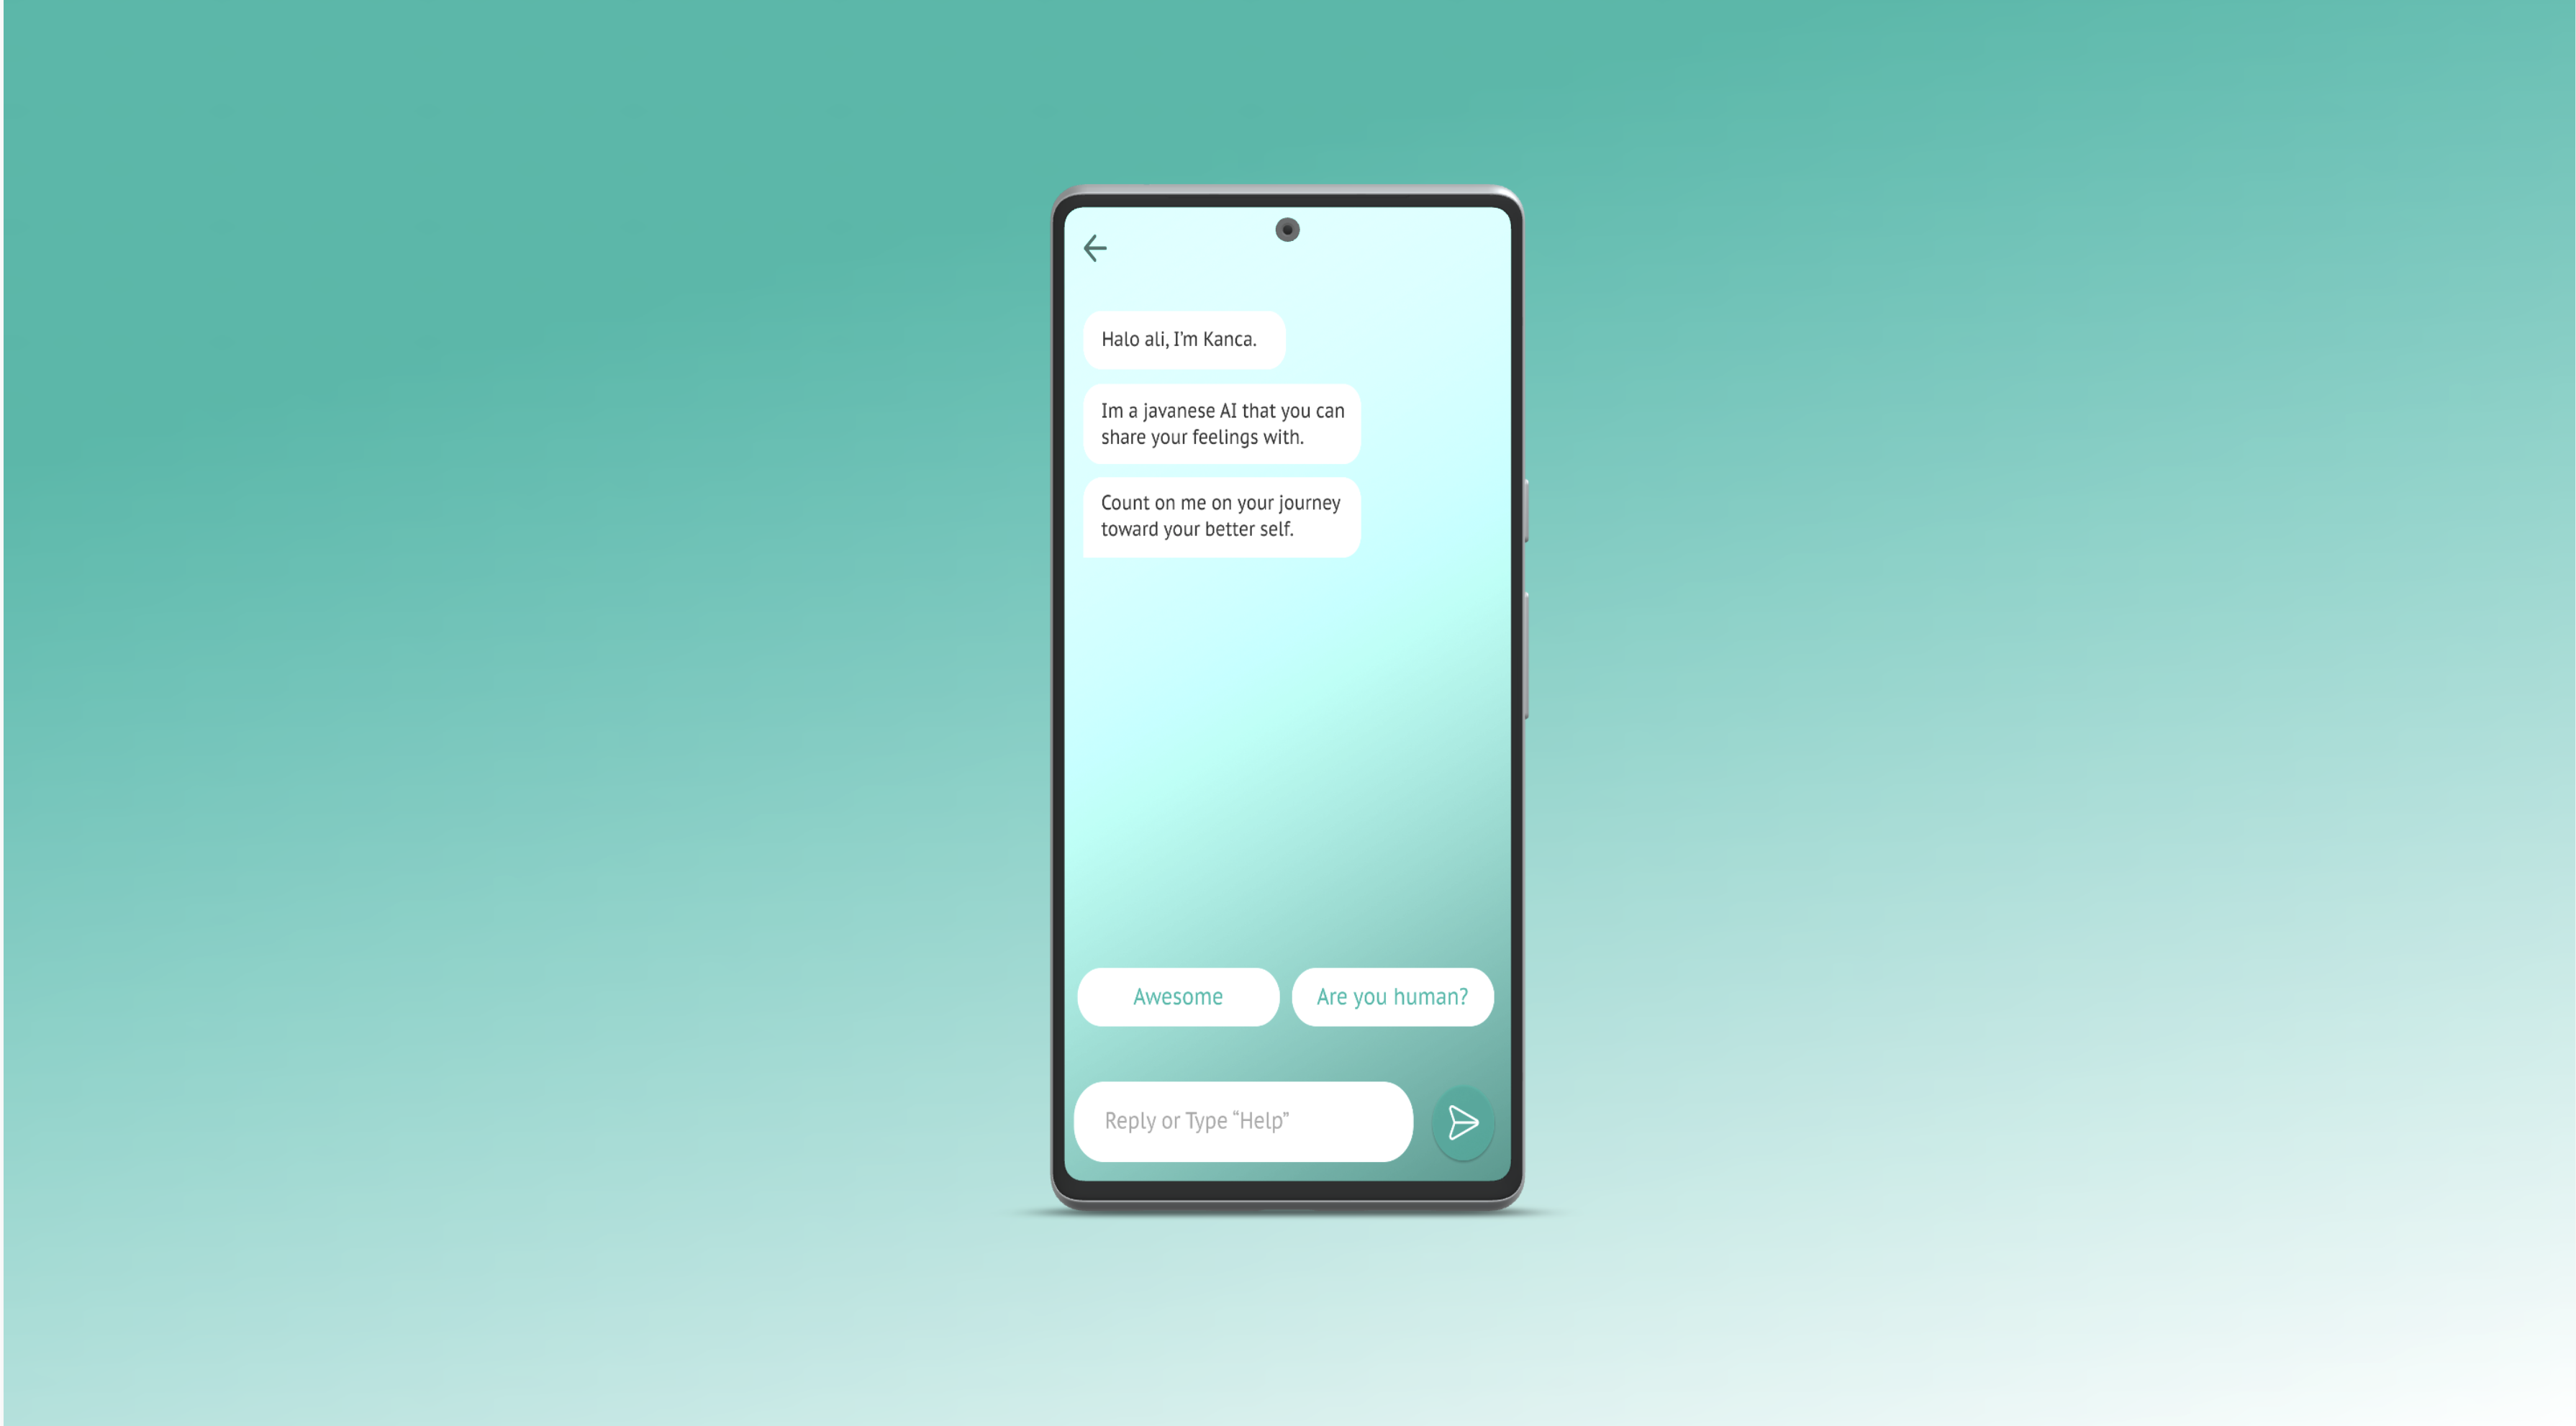 Halo ali, I'm Kanca.
Im a javanese AI that you can
share your feelings with.
Count on me on your journey
toward your better self.
Awesome
Are you human?
Reply or Type “Help”